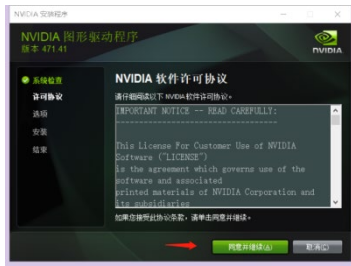 NVIDIA 安装程序
NVIDIA 图形驱动程序
版本 471.41
NVIDIA
系统检查
许可协议
选项
安装
结束
NVIDIA 软件许可协议
请仔细阅读以下 NVIDIA 软件许可协议。
IMPORTANT NOTICE -- READ CAREFULLY:
-----------------------------------
This License For Customer Use of NVIDIA
Software ("LICENSE")
is the agreement which governs use of the
software and associated
printed materials of NVIDIA Corporation and
its subsidiaries
如果您接受此协议条款，请单击同意并继续。
同意并继续(A)
取消(C)